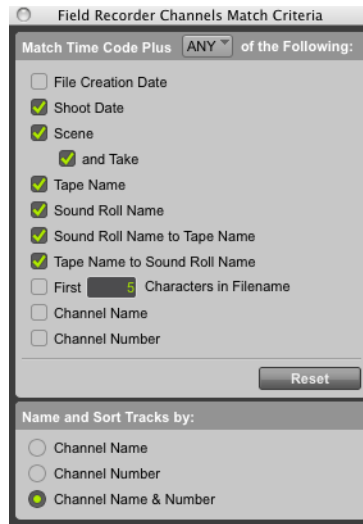 Field Recorder Channels Match Criteria
Match Time Code Plus ANY of the Following:
File Creation Date
Shoot Date
Scene
and Take
Tape Name
Sound Roll Name
Sound Roll Name to Tape Name
Tape Name to Sound Roll Name
First 5 Characters in Filename
Channel Name
Channel Number
Reset
Name and Sort Tracks by:
Channel Name
Channel Number
Channel Name & Number